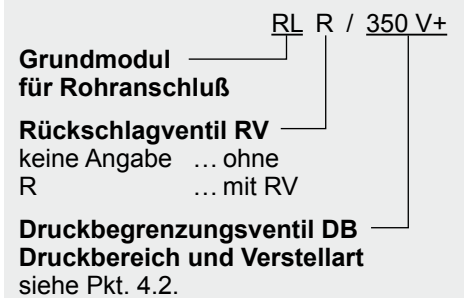 RL R / 350 V+
Grundmodul
für Rohranschluß
Rückschlagventil RV
keine Angabe … ohne
R … mit RV
Druckbegrenzungsventil DB
Druckbereich und Verstellart
siehe Pkt. 4.2.